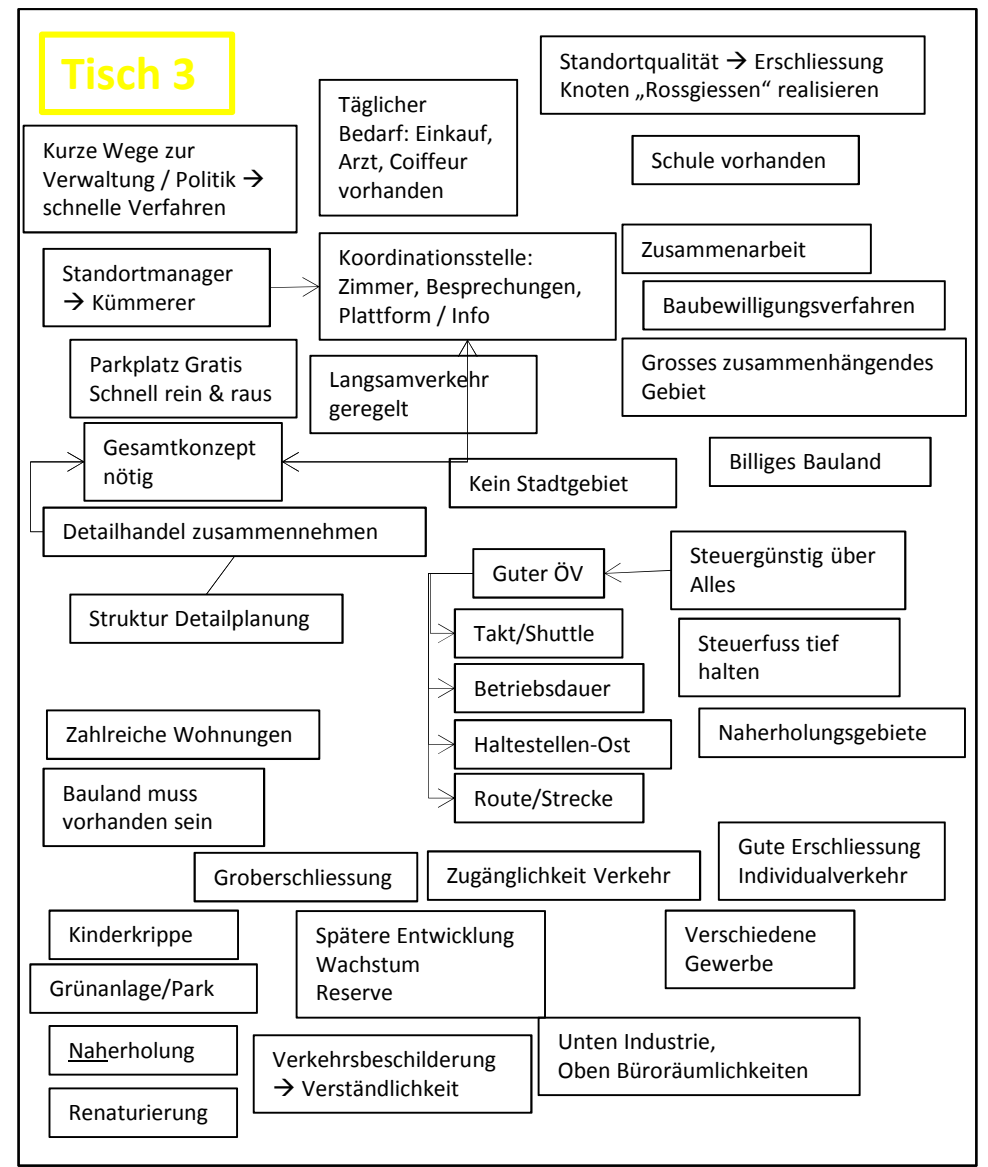 Tisch 3
Standortqualität → Erschliessung
Knoten „Rossgiessen“ realisieren
Täglicher
Bedarf: Einkauf,
Arzt, Coiffeur
vorhanden
Kurze Wege zur
Verwaltung / Politik →
schnelle Verfahren
Schule vorhanden
Standortmanager
→ Kümmerer
Koordinationsstelle:
Zimmer, Besprechungen,
Plattform / Info
Zusammenarbeit
Baubewilligungsverfahren
Parkplatz Gratis
Schnell rein & raus
Langsamverkehr
geregelt
Grosses zusammenhängendes
Gebiet
Gesamtkonzept
nötig
Kein Stadtgebiet
Billiges Bauland
Detailhandel zusammennehmen
Struktur Detailplanung
Guter ÖV
Steuergünstig über
Alles
Takt/Shuttle
Betriebsdauer
Haltestellen-Ost
Route/Strecke
Steuerfuss tief
halten
Naherholungsgebiete
Zahlreiche Wohnungen
Bauland muss
vorhanden sein
Groberschliessung
Zugänglichkeit Verkehr
Gute Erschliessung
Individualverkehr
Kinderkrippe
Spätere Entwicklung
Wachstum
Reserve
Verschiedene
Gewerbe
Grünanlage/Park
Naherholung
Verkehrsbeschilderung
→ Verständlichkeit
Unten Industrie,
Oben Büroräumlichkeiten
Renaturierung